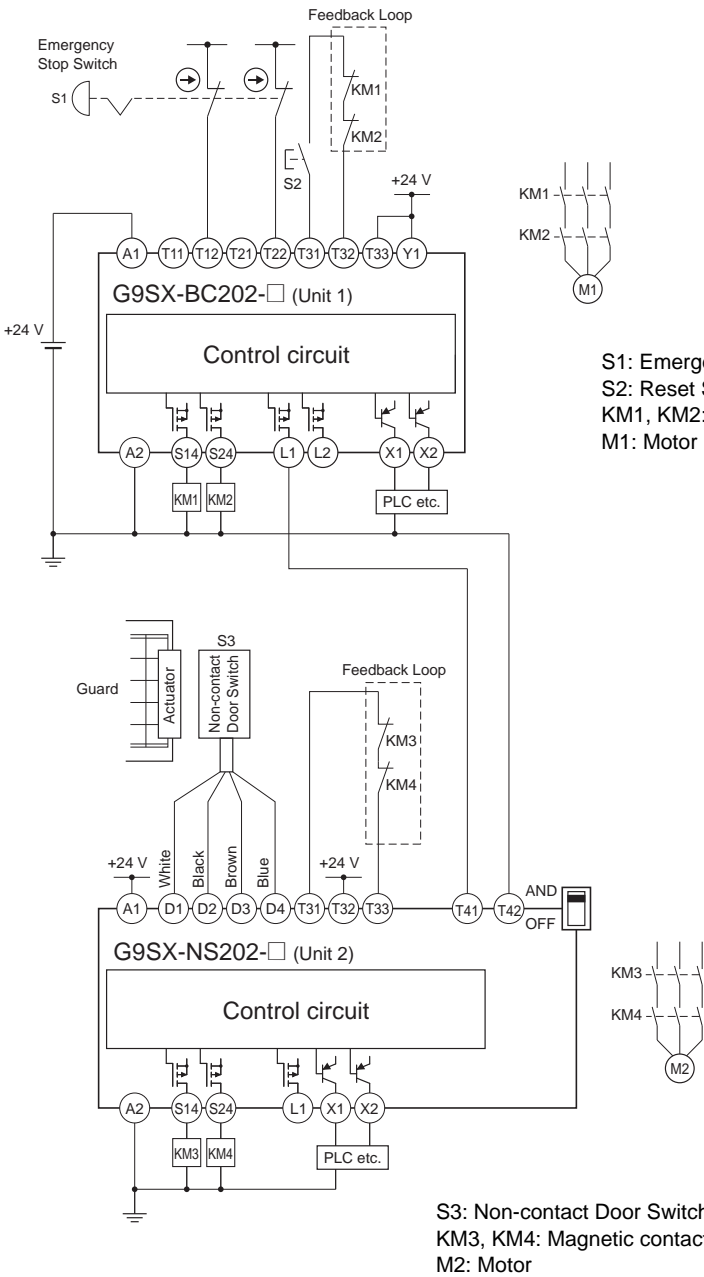 Feedback Loop
Emergency
Stop Switch
S1
KM1
KM2
S2
+24 V
A1 T11 T12 T21 T22 T31 T32 T33 Y1
G9SX-BC202-□ (Unit 1)
+24 V
Control circuit
A2 S14 S24 L1 L2 X1 X2
KM1 KM2 PLC etc.
KM1
KM2
M1
S1: Emerg
S2: Reset S
KM1, KM2:
M1: Motor
Guard
Actuator
S3
Non-contact
Door Switch
Feedback Loop
KM3
KM4
White
Black
Brown
Blue
+24 V
+24 V
AND
OFF
A1 D1 D2 D3 D4 T31 T32 T33 T41 T42
G9SX-NS202-□ (Unit 2)
Control circuit
A2 S14 S24 L1 X1 X2
KM3 KM4 PLC etc.
KM3
KM4
M2
S3: Non-contact Door Switch
KM3, KM4: Magnetic contac
M2: Motor